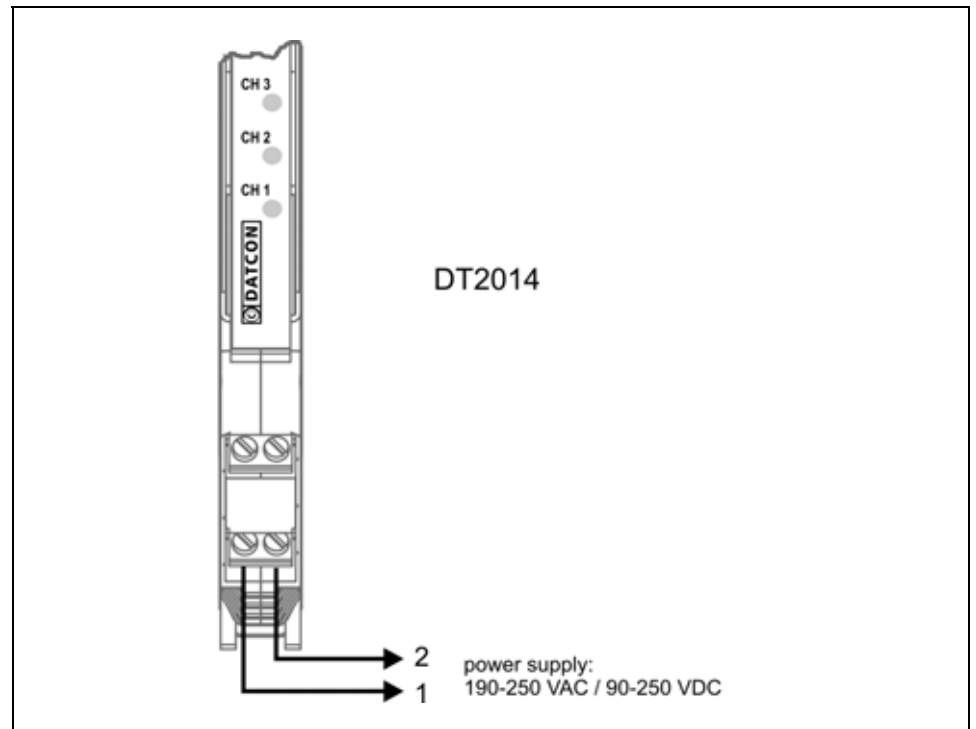 CH 3
CH 2
CH 1
DATCON
DT2014
2
1
power supply:
190-250 VAC / 90-250 VDC